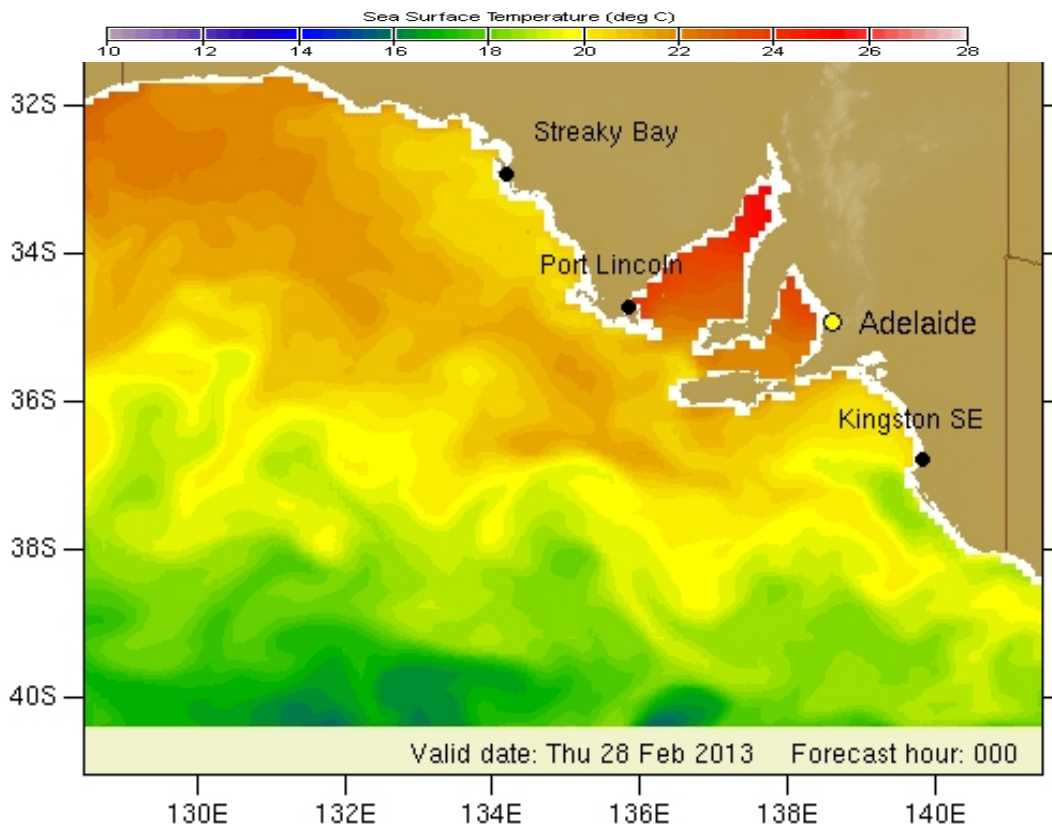 Sea Surface Temperature (deg C)
10 12 14 16 18 20 22 24 26 28
32S
Streaky Bay
34S
Port Lincoln
Adelaide
36S
Kingston SE
38S
40S
Valid date: Thu 28 Feb 2013 Forecast hour: 000
130E 132E 134E 136E 138E 140E